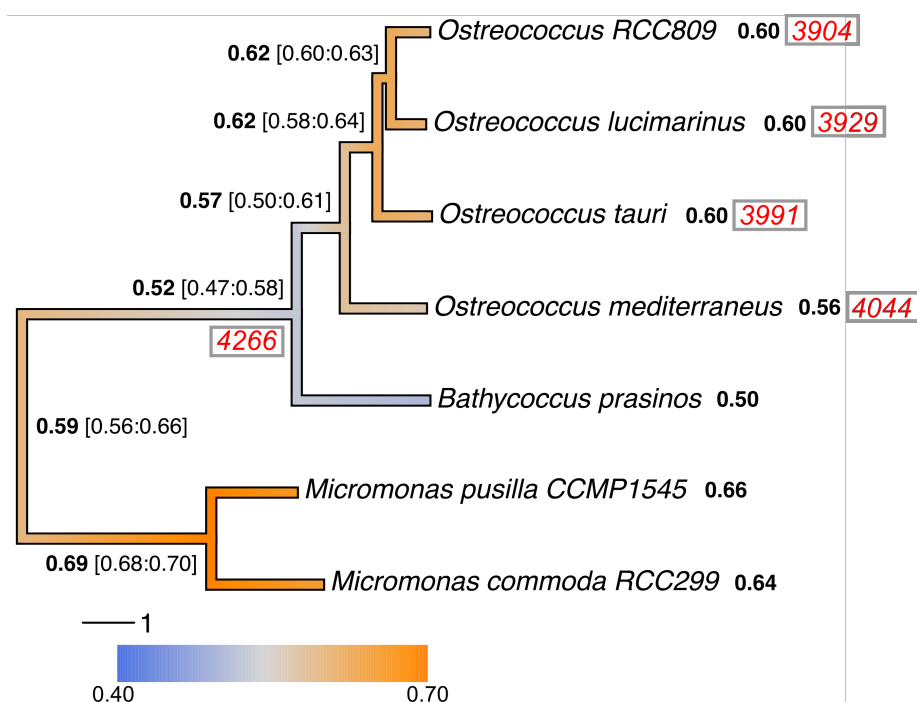 Ostreococcus RCC809 0.60 3904
0.62 [0.60:0.63]
0.62 [0.58:0.64]
Ostreococcus lucimarinus 0.60 3929
0.57 [0.50:0.61]
Ostreococcus tauri 0.60 3991
0.52 [0.47:0.58]
Ostreococcus mediterraneus 0.56 4044
4266
Bathycoccus prasinos 0.50
0.59 [0.56:0.66]
Micromonas pusilla CCMP1545 0.66
0.69 [0.68:0.70]
Micromonas commoda RCC299 0.64
1
0.40 0.70